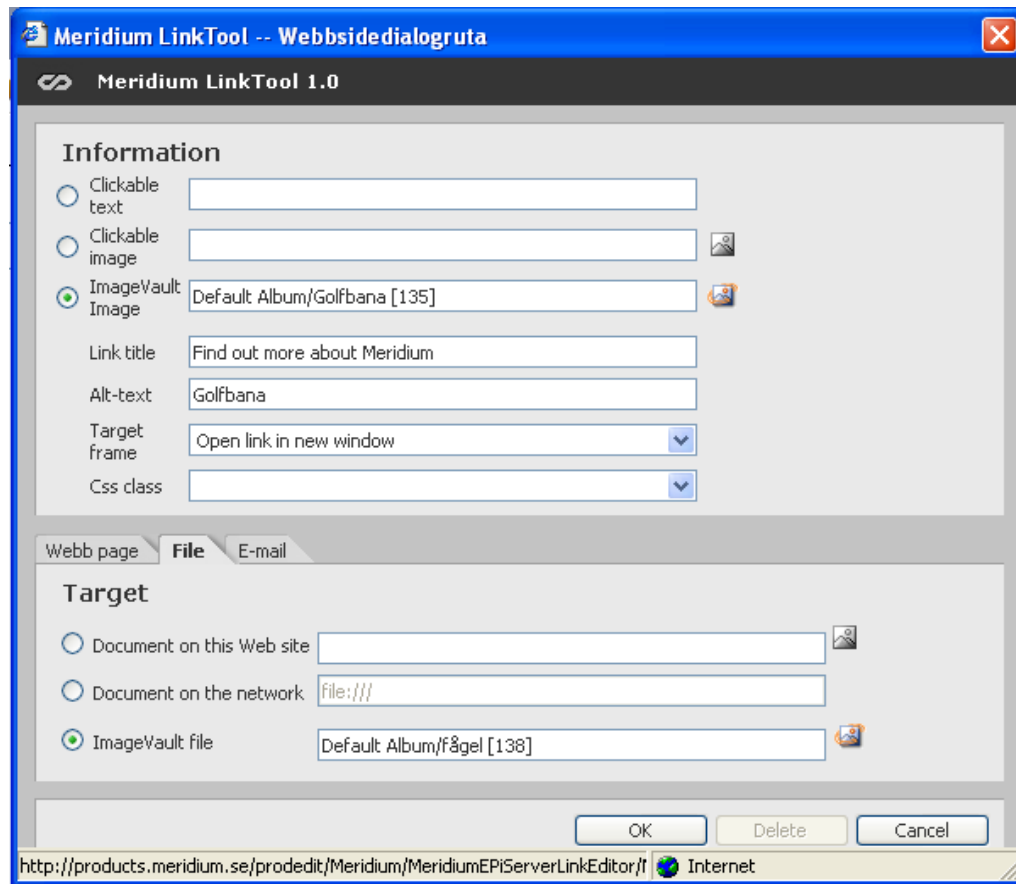 Meridium LinkTool -- Webbsidedialogruta
Meridium LinkTool 1.0
Information
Clickable
text
Clickable
image
ImageVault
Image
Default Album/Golfbana [135]
Link title
Find out more about Meridium
Alt-text
Golfbana
Target
frame
Open link in new window
Css class
Webb page File E-mail
Target
Document on this Web site
Document on the network file:///
ImageVault file Default Album/fågel [138]
OK Delete Cancel
http://products.meridium.se/prodedit/Meridium/MeridiumEPiServerLinkEditor/ Internet